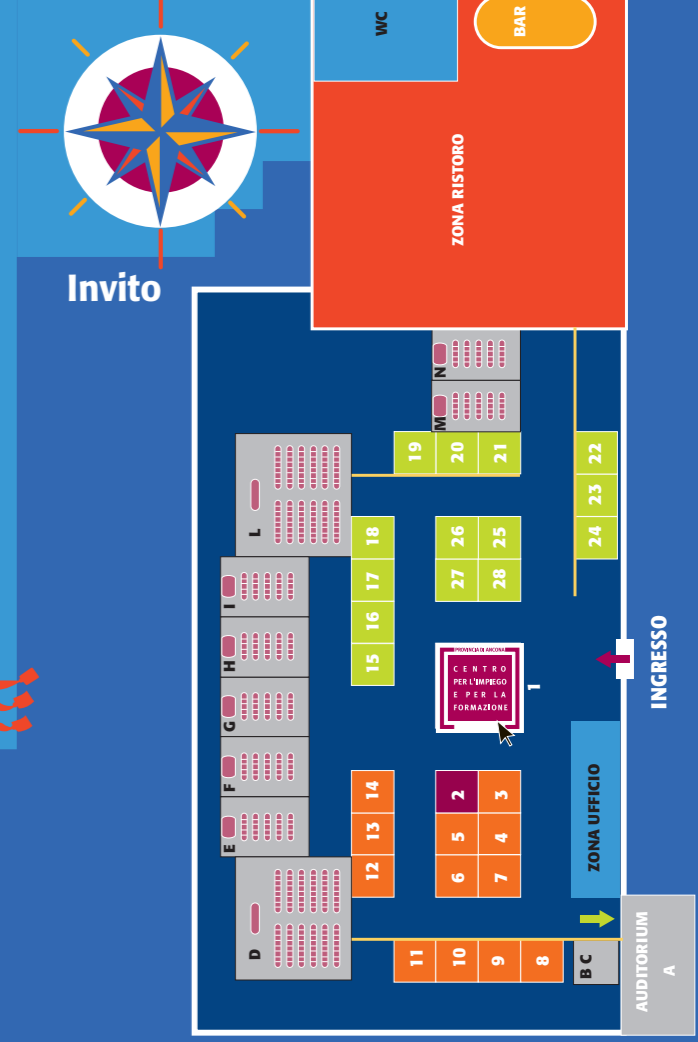 Invito
WC
BAR
ZONA RISTORO
N
M
L
I
H
G
F
E
D
19
20
21
22
23
24
18
17
16
15
26
25
27
28
PROVINCIA DI ANCONA
CENTRO
PER L'IMPIEGO
E PER LA
FORMAZIONE
1
INGRESSO
14
13
12
2
3
5
4
6
7
ZONA UFFICIO
11
10
9
8
B C
AUDITORIUM
A